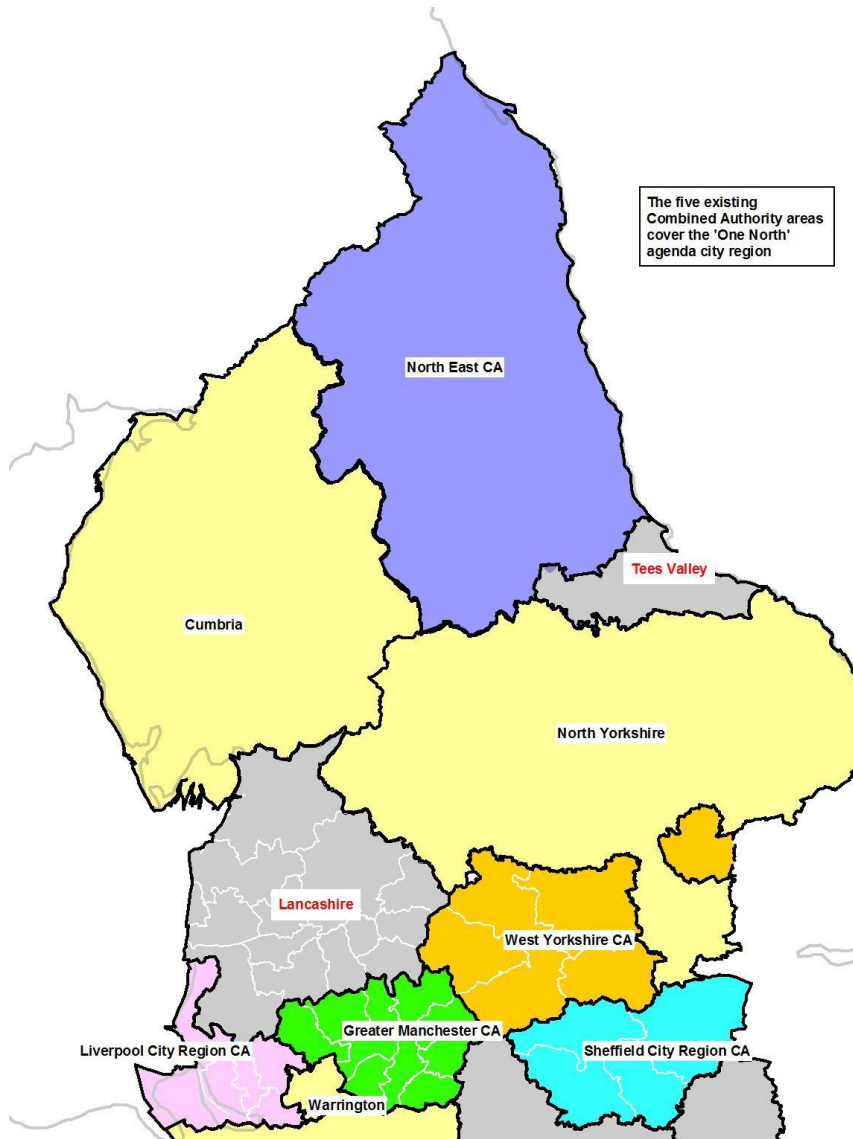 The five existing
Combined Authority areas
cover the 'One North'
agenda city region
North East CA
Tees Valley
Cumbria
North Yorkshire
Lancashire
West Yorkshire CA
Greater Manchester CA
Liverpool City Region CA
Sheffield City Region CA
Warrington